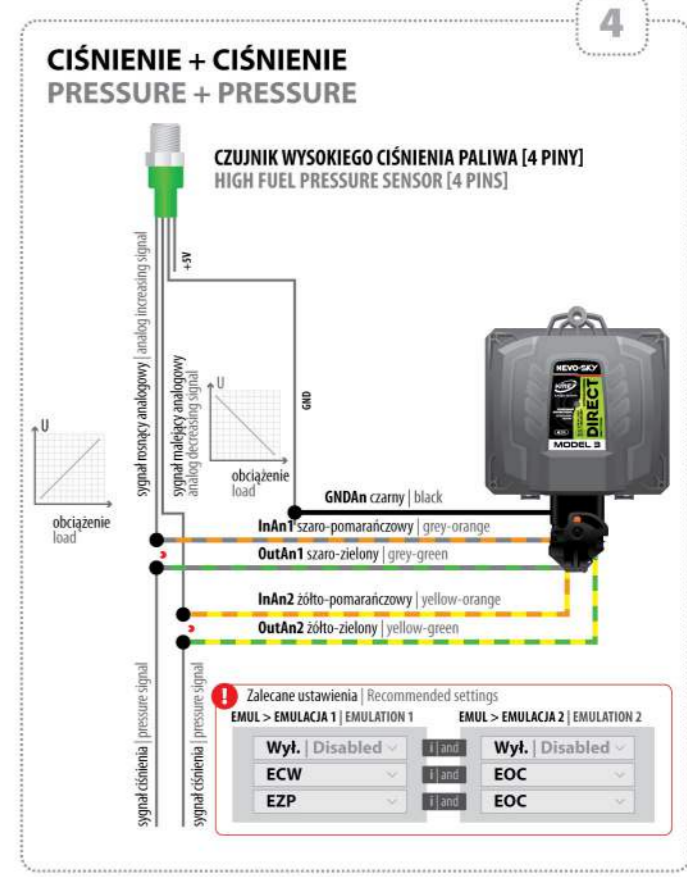 4
CIŚNIENIE + CIŚNIENIE
PRESSURE + PRESSURE
CZUJNIK WYSOKIEGO CIŚNIENIA PALIWA [4 PINY]
HIGH FUEL PRESSURE SENSOR [4 PINS]
+5V
sygnał rosnący analogowy | analog increasing signal
sygnał malejący analogowy
analog decreasing signal
U
obciążenie
load
GND
U
obciążenie
load
NEVO-SKY
DIRECT
MODEL 3
GNDAn czarny | black
InAn1 szaro-pomarańczowy | grey-orange
OutAn1 szaro-zielony | grey-green
InAn2 żółto-pomarańczowy | yellow-orange
OutAn2 żółto-zielony | yellow-green
sygnał ciśnienia | pressure signal
sygnał ciśnienia | pressure signal
! Zalecane ustawienia | Recommended settings
EMUL > EMULACJA 1 | EMULATION 1 EMUL > EMULACJA 2 | EMULATION 2
Wył. | Disabled i | and Wył. | Disabled
ECW i | and EOC
EZP i | and EOC